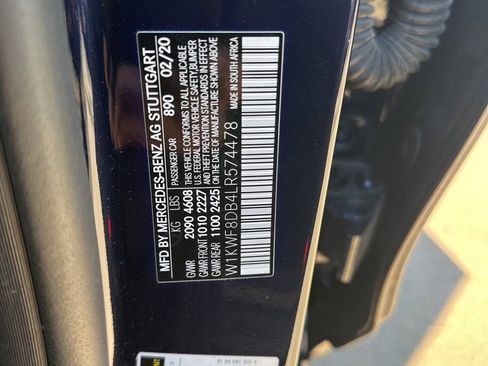 MFD BY MERCEDES-BENZ AG STUTTGART
PASSENGER CAR 890 02/20
KG LBS
GVWR 2090 4608
GAWR FRONT 1010 2227
GAWR REAR 1100 2425
THIS VEHICLE CONFORMS TO ALL APPLICABLE
U.S. FEDERAL MOTOR VEHICLE SAFETY, BUMPER
AND THEFT PREVENTION STANDARDS IN EFFECT
ON THE DATE OF MANUFACTURE SHOWN ABOVE
MADE IN SOUTH AFRICA
W1KWF8DB4LR574478